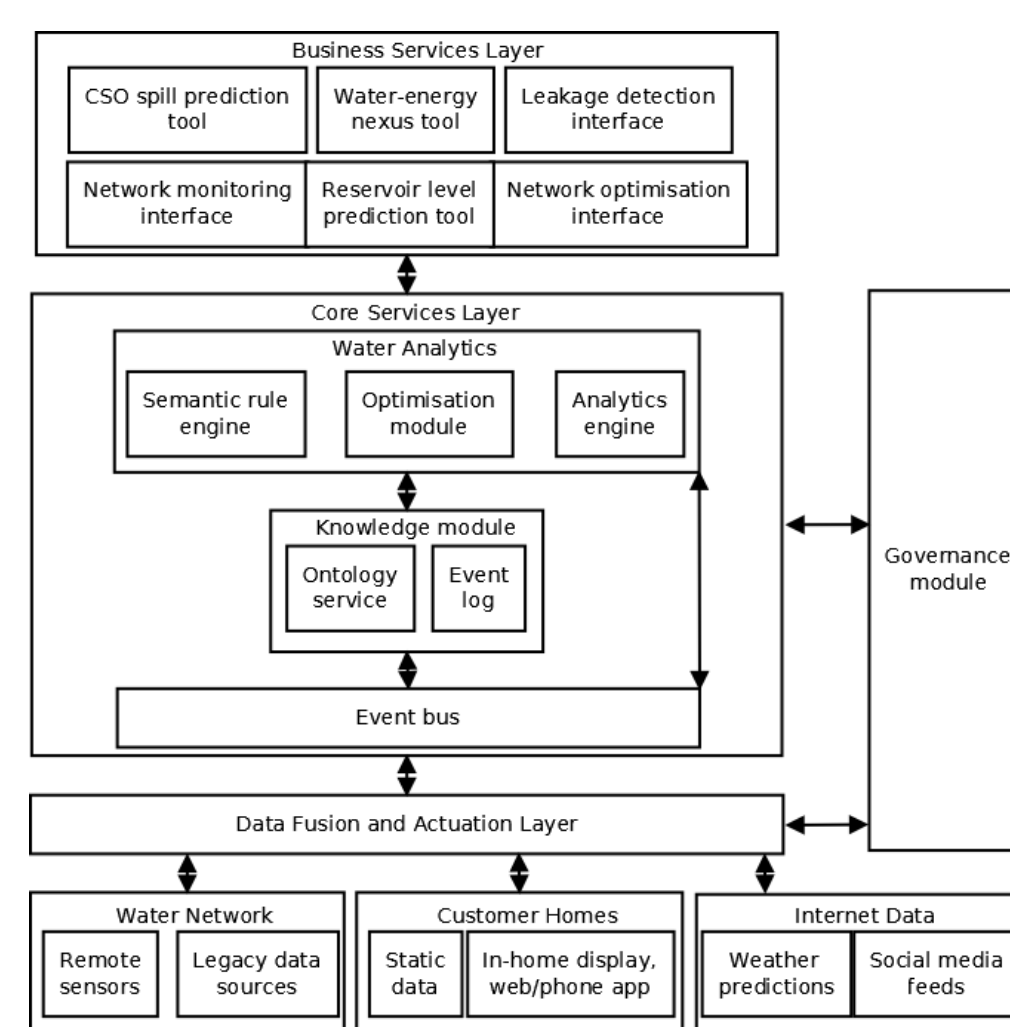 Business Services Layer
CSO spill prediction
tool
Water-energy
nexus tool
Leakage detection
interface
Network monitoring
interface
Reservoir level
prediction tool
Network optimisation
interface
Core Services Layer
Water Analytics
Semantic rule
engine
Optimisation
module
Analytics
engine
Knowledge module
Ontology
service
Event
log
Event bus
Governance
module
Data Fusion and Actuation Layer
Water Network
Remote
sensors
Legacy data
sources
Customer Homes
Static
data
In-home display,
web/phone app
Internet Data
Weather
predictions
Social media
feeds